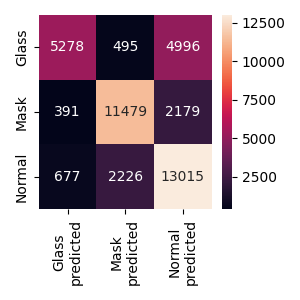 Glass 5278 495 4996
Mask 391 11479 2179
Normal 677 2226 13015
Glass predicted
Mask predicted
Normal predicted
12500
10000
7500
5000
2500